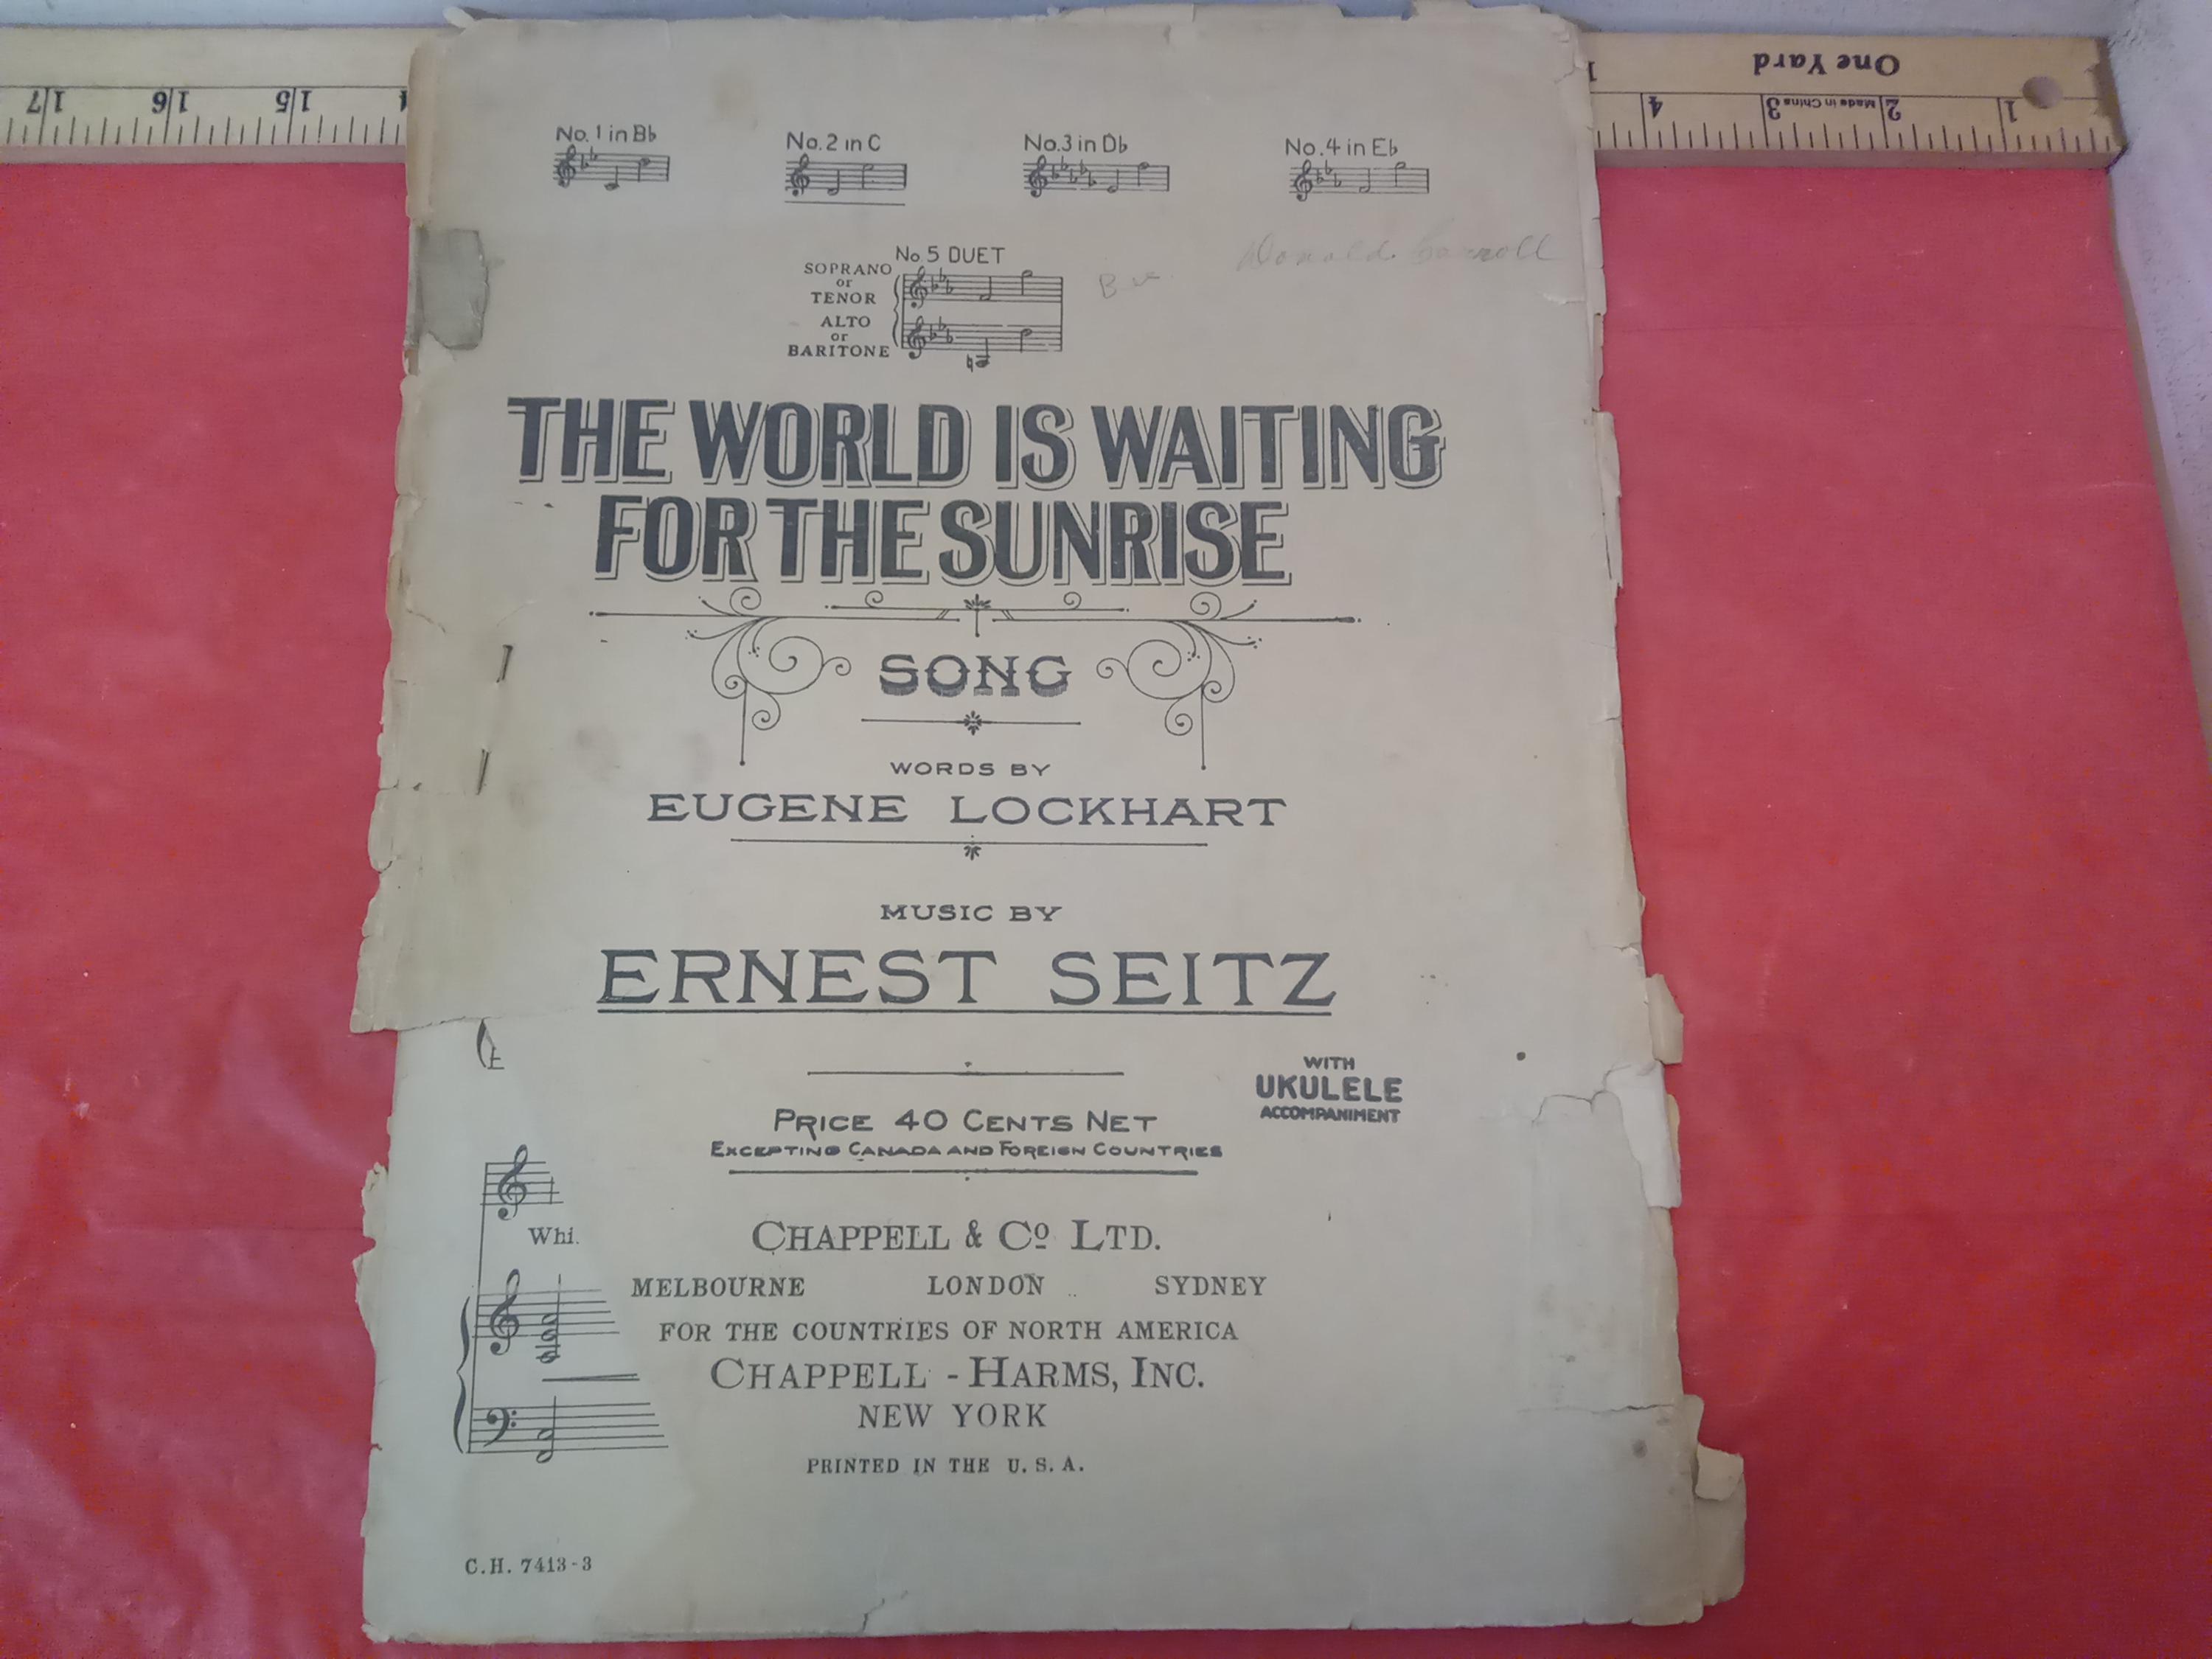 One Yard
17 16 15 4 3 Made in China 2 1
No. 1 in B♭ No. 2 in C No. 3 in D♭ No. 4 in E♭
Donald Carroll
No. 5 DUET
SOPRANO
or
TENOR
ALTO
or
BARITONE
THE WORLD IS WAITING
FOR THE SUNRISE
SONG
WORDS BY
EUGENE LOCKHART
MUSIC BY
ERNEST SEITZ
WITH
UKULELE
ACCOMPANIMENT
PRICE 40 CENTS NET
EXCEPTING CANADA AND FOREIGN COUNTRIES
Whi.
CHAPPELL & Cº LTD.
MELBOURNE LONDON SYDNEY
FOR THE COUNTRIES OF NORTH AMERICA
CHAPPELL - HARMS, INC.
NEW YORK
PRINTED IN THE U. S. A.
C.H. 7413-3